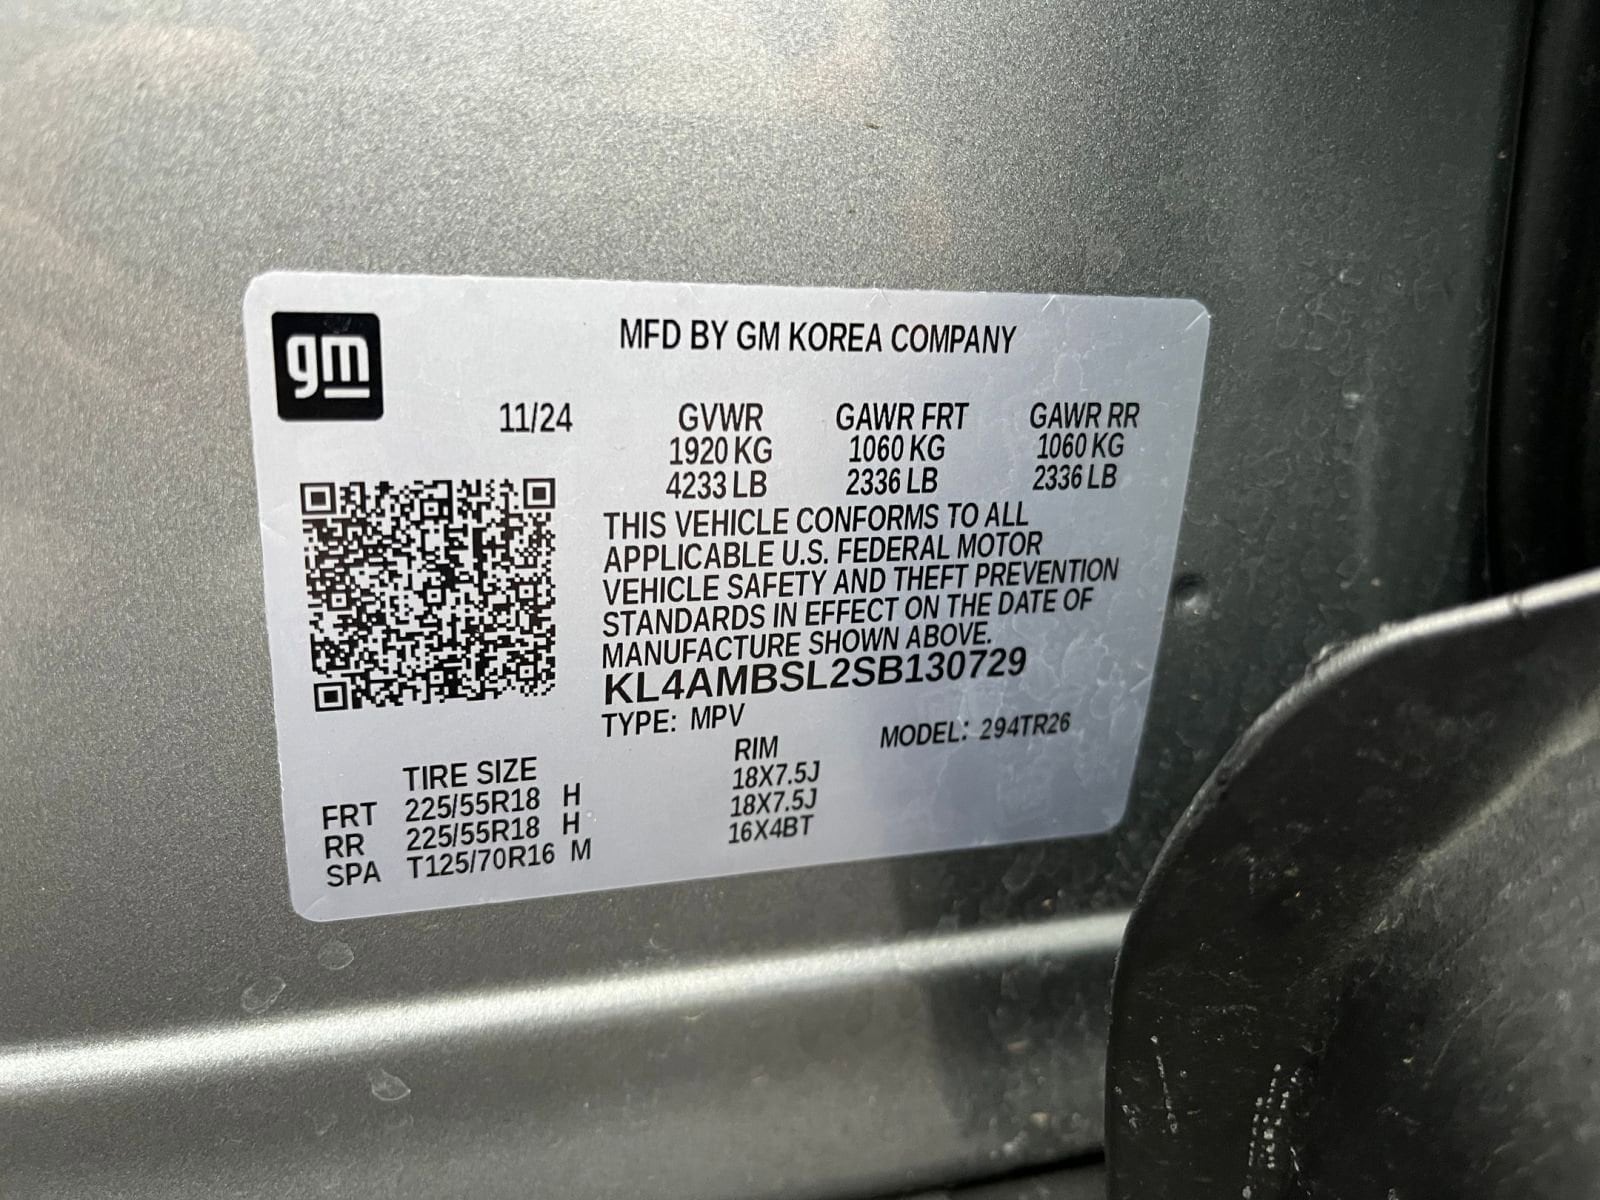 gm
MFD BY GM KOREA COMPANY
11/24 GVWR GAWR FRT GAWR RR
1920 KG 1060 KG 1060 KG
4233 LB 2336 LB 2336 LB
THIS VEHICLE CONFORMS TO ALL
APPLICABLE U.S. FEDERAL MOTOR
VEHICLE SAFETY AND THEFT PREVENTION
STANDARDS IN EFFECT ON THE DATE OF
MANUFACTURE SHOWN ABOVE.
KL4AMBSL2SB130729
TYPE: MPV MODEL: 294TR26
TIRE SIZE RIM
FRT 225/55R18 H 18X7.5J
RR 225/55R18 H 18X7.5J
SPA T125/70R16 M 16X4BT